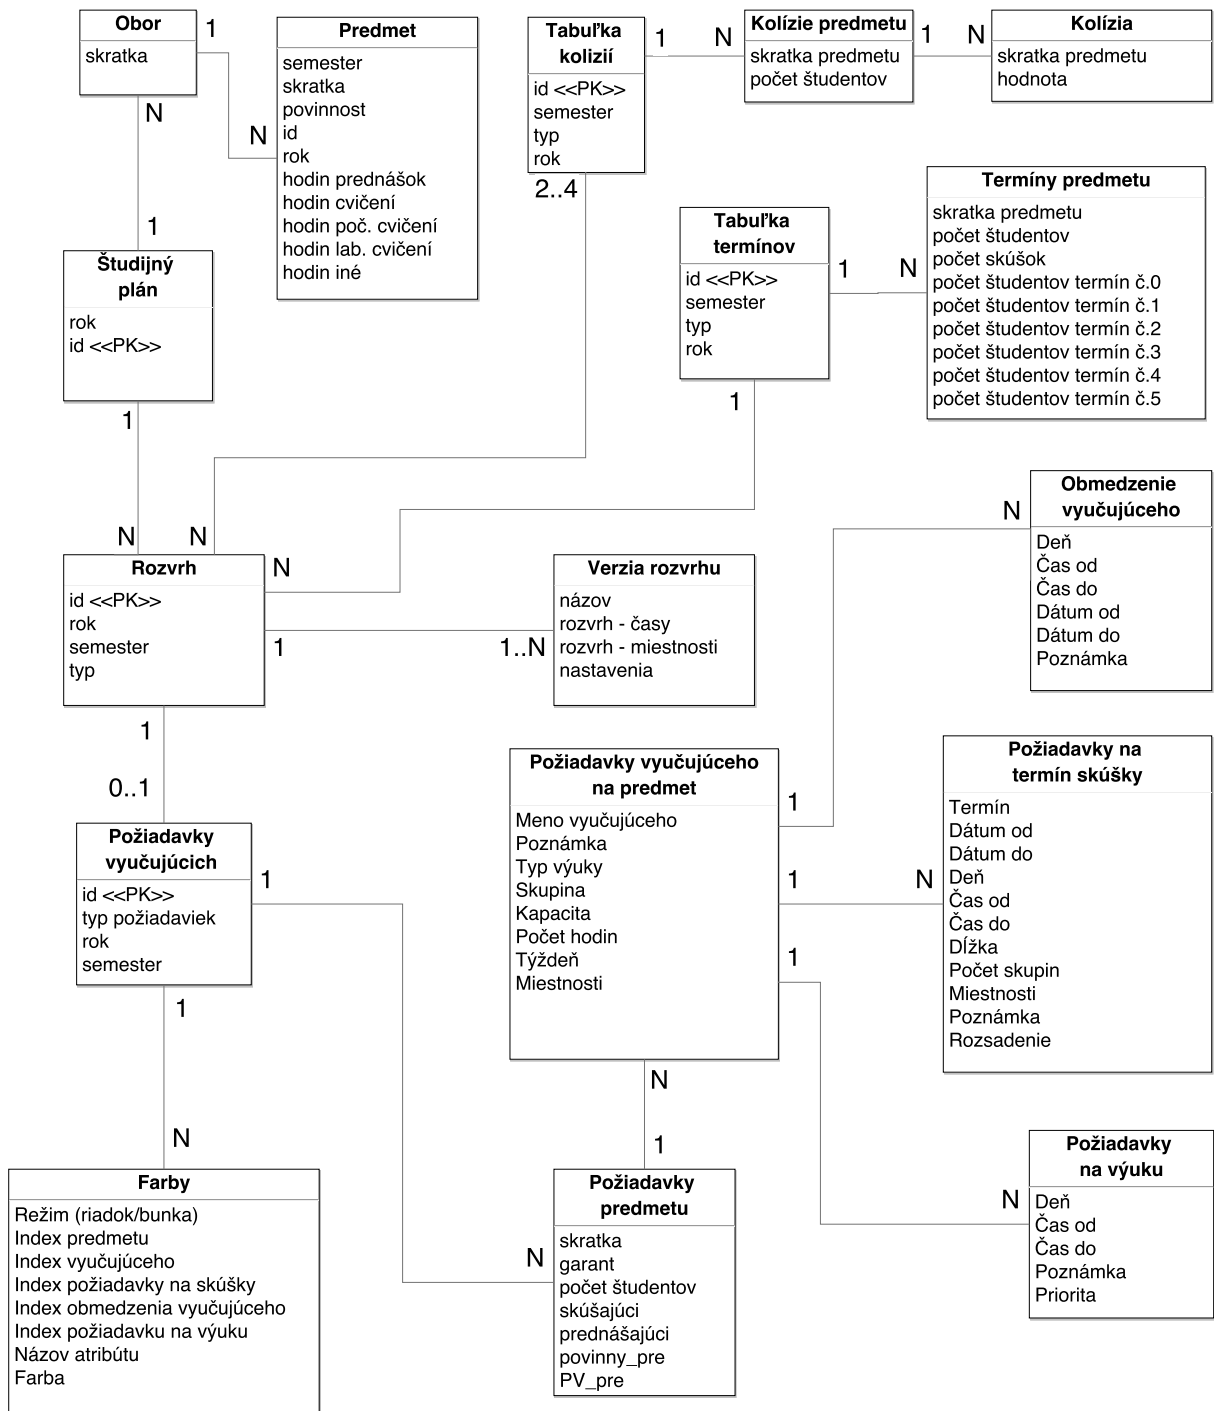 Obor
skratka
1
N
N
Predmet
semester
skratka
povinnost
id
rok
hodin prednášok
hodin cvičení
hodin poč. cvičení
hodin lab. cvičení
hodin iné
Tabuľka
kolizií
id <<PK>>
semester
typ
rok
2..4
1
N
Kolízie predmetu
skratka predmetu
počet študentov
1
N
Kolízia
skratka predmetu
hodnota
1
Študijný
plán
rok
id <<PK>>
1
Tabuľka
termínov
id <<PK>>
semester
typ
rok
1
1
N
Termíny predmetu
skratka predmetu
počet študentov
počet skúšok
počet študentov termín č.0
počet študentov termín č.1
počet študentov termín č.2
počet študentov termín č.3
počet študentov termín č.4
počet študentov termín č.5
N
N
N
Rozvrh
id <<PK>>
rok
semester
typ
1
1..N
Verzia rozvrhu
názov
rozvrh - časy
rozvrh - miestnosti
nastavenia
N
Obmedzenie
vyučujúceho
Deň
Čas od
Čas do
Dátum od
Dátum do
Poznámka
1
0..1
Požiadavky
vyučujúcich
id <<PK>>
typ požiadaviek
rok
semester
1
1
Požiadavky vyučujúceho
na predmet
Meno vyučujúceho
Poznámka
Typ výuky
Skupina
Kapacita
Počet hodin
Týždeň
Miestnosti
1
1
1
N
N
Požiadavky na
termín skúšky
Termín
Dátum od
Dátum do
Deň
Čas od
Čas do
Dĺžka
Počet skupin
Miestnosti
Poznámka
Rozsadenie
N
Farby
Režim (riadok/bunka)
Index predmetu
Index vyučujúceho
Index požiadavky na skúšky
Index obmedzenia vyučujúceho
Index požiadavku na výuku
Názov atribútu
Farba
1
N
Požiadavky
predmetu
skratka
garant
počet študentov
skúšajúci
prednášajúci
povinny_pre
PV_pre
N
Požiadavky
na výuku
Deň
Čas od
Čas do
Poznámka
Priorita